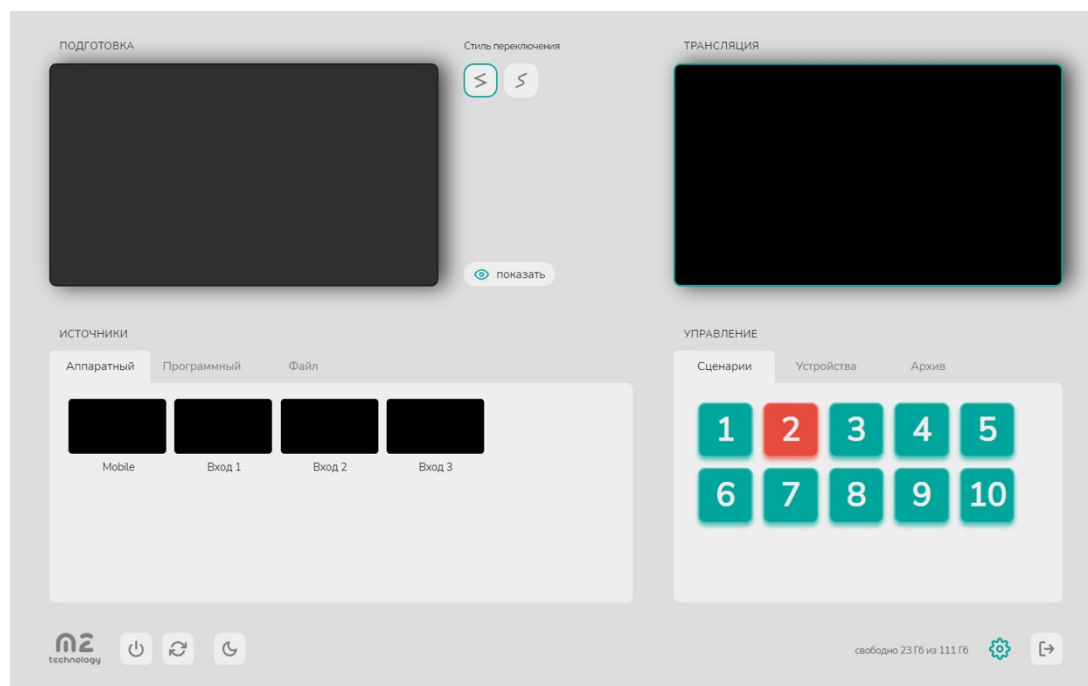 ПОДГОТОВКА
Стиль переключения
ТРАНСЛЯЦИЯ
показать
ИСТОЧНИКИ
Аппаратный Программный Файл
Mobile Вход 1 Вход 2 Вход 3
УПРАВЛЕНИЕ
Сценарии Устройства Архив
1 2 3 4 5
6 7 8 9 10
m2
technology
свободно 23 Гб из 111 Гб